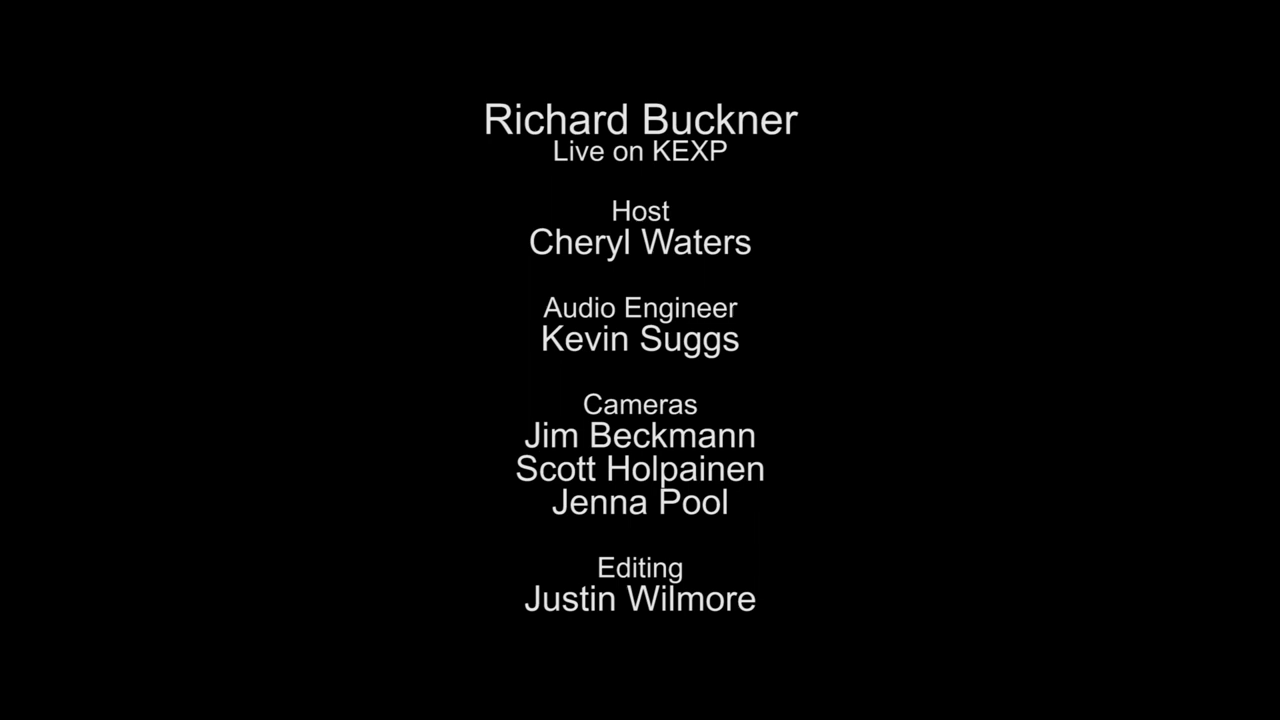 Richard Buckner
Live on KEXP
Host
Cheryl Waters
Audio Engineer
Kevin Suggs
Cameras
Jim Beckmann
Scott Holpainen
Jenna Pool
Editing
Justin Wilmore